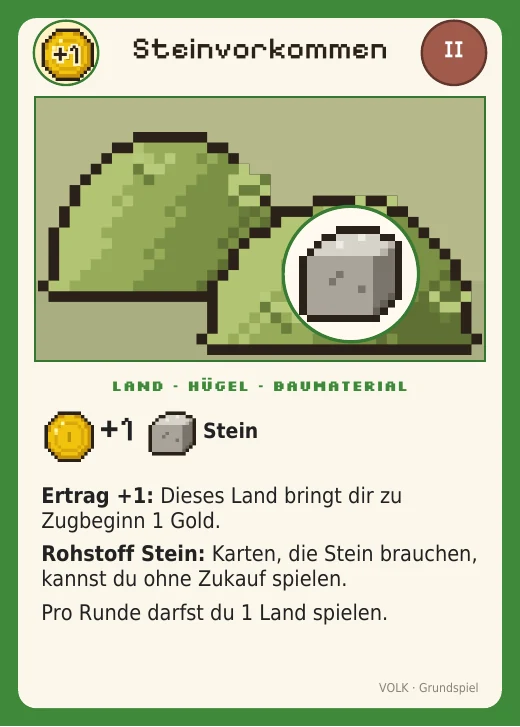 +1 Steinvorkommen II
LAND · HÜGEL · BAUMATERIAL
+1 Stein
Ertrag +1: Dieses Land bringt dir zu
Zugbeginn 1 Gold.
Rohstoff Stein: Karten, die Stein brauchen,
kannst du ohne Zukauf spielen.
Pro Runde darfst du 1 Land spielen.
VOLK · Grundspiel